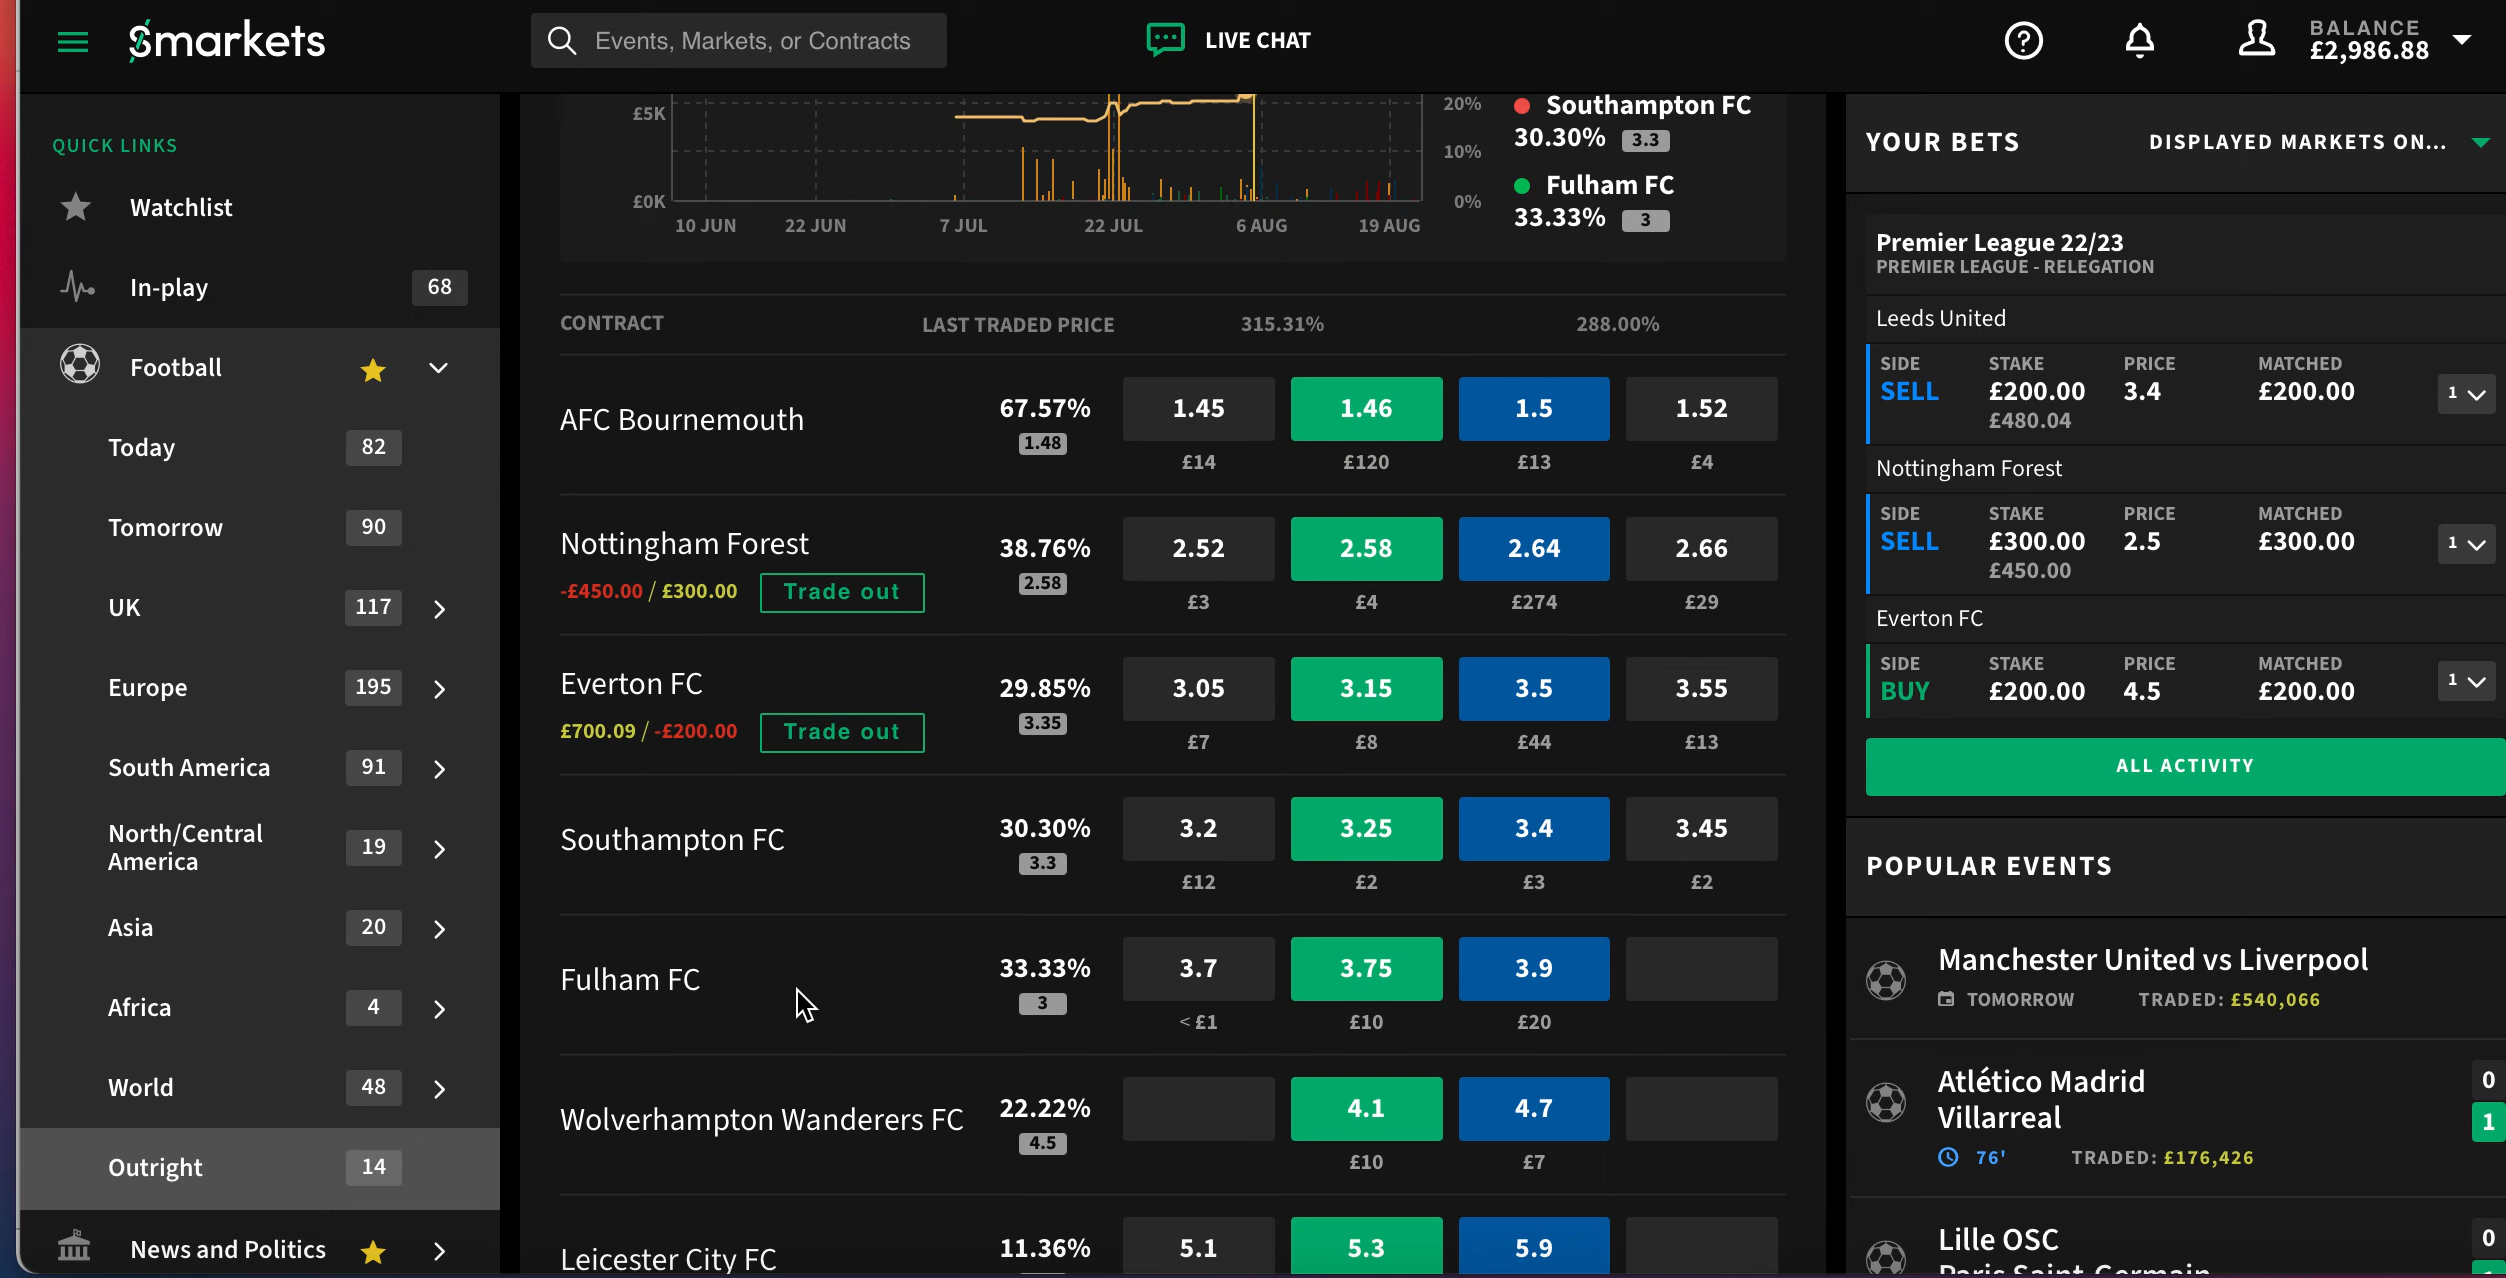 Smarkets
Events, Markets, or Contracts
LIVE CHAT
BALANCE
£2,986.88
QUICK LINKS
Watchlist
In-play 68
Football
Today 82
Tomorrow 90
UK 117
Europe 195
South America 91
North/Central
America 19
Asia 20
Africa 4
World 48
Outright 14
News and Politics
£5K
£0K
20%
10%
0%
10 JUN 22 JUN 7 JUL 22 JUL 6 AUG 19 AUG
Southampton FC
30.30% 3.3
Fulham FC
33.33% 3
CONTRACT LAST TRADED PRICE 315.31% 288.00%
AFC Bournemouth 67.57% 1.45 1.46 1.5 1.52
1.48 £14 £120 £13 £4
Nottingham Forest 38.76% 2.52 2.58 2.64 2.66
-£450.00 / £300.00 Trade out 2.58 £3 £4 £274 £29
Everton FC 29.85% 3.05 3.15 3.5 3.55
£700.09 / -£200.00 Trade out 3.35 £7 £8 £44 £13
Southampton FC 30.30% 3.2 3.25 3.4 3.45
3.3 £12 £2 £3 £2
Fulham FC 33.33% 3.7 3.75 3.9
3 < £1 £10 £20
Wolverhampton Wanderers FC 22.22% 4.1 4.7
4.5 £10 £7
Leicester City FC 11.36% 5.1 5.3 5.9
YOUR BETS DISPLAYED MARKETS ON...
Premier League 22/23
PREMIER LEAGUE - RELEGATION
Leeds United
SIDE STAKE PRICE MATCHED
SELL £200.00 3.4 £200.00 1
£480.04
Nottingham Forest
SIDE STAKE PRICE MATCHED
SELL £300.00 2.5 £300.00 1
£450.00
Everton FC
SIDE STAKE PRICE MATCHED
BUY £200.00 4.5 £200.00 1
ALL ACTIVITY
POPULAR EVENTS
Manchester United vs Liverpool
TOMORROW TRADED: £540,066
Atlético Madrid 0
Villarreal 1
76' TRADED: £176,426
Lille OSC 0
Paris Saint-Germain